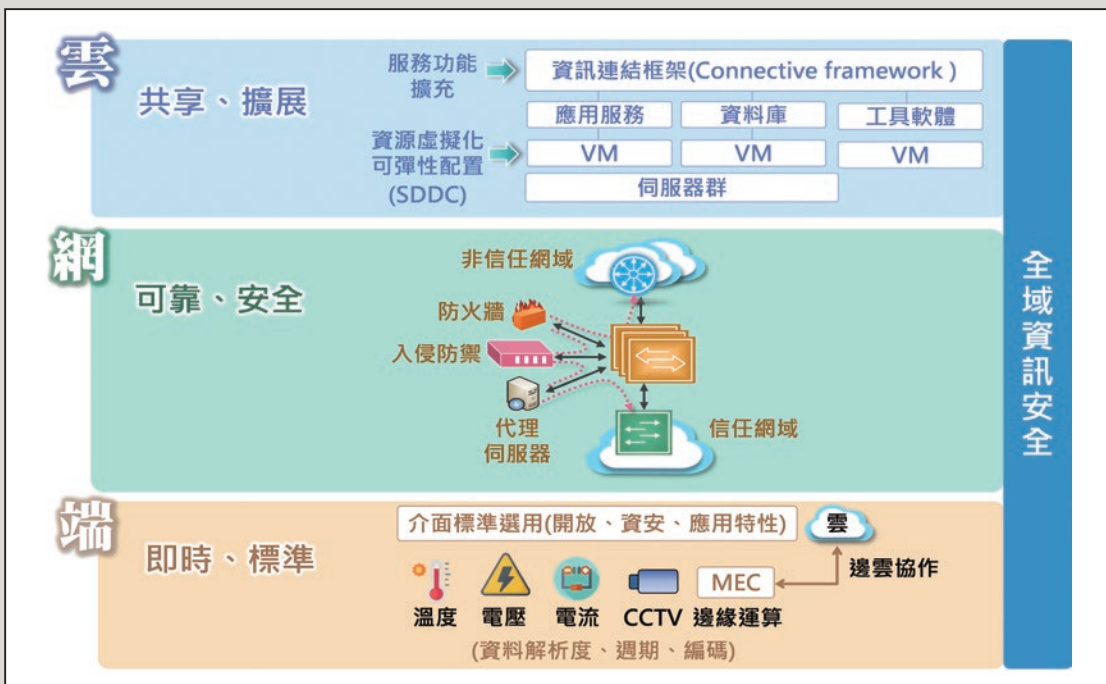 雲
共享、擴展
服務功能
擴充
資訊連結框架(Connective framework )
應用服務
資料庫
工具軟體
資源虛擬化
可彈性配置
(SDDC)
VM
VM
VM
伺服器群
網
可靠、安全
非信任網域
防火牆
入侵防禦
代理
伺服器
信任網域
端
即時、標準
介面標準選用(開放、資安、應用特性)
雲
邊雲協作
MEC
溫度
電壓
電流
CCTV
邊緣運算
(資料解析度、週期、編碼)
全域資訊安全